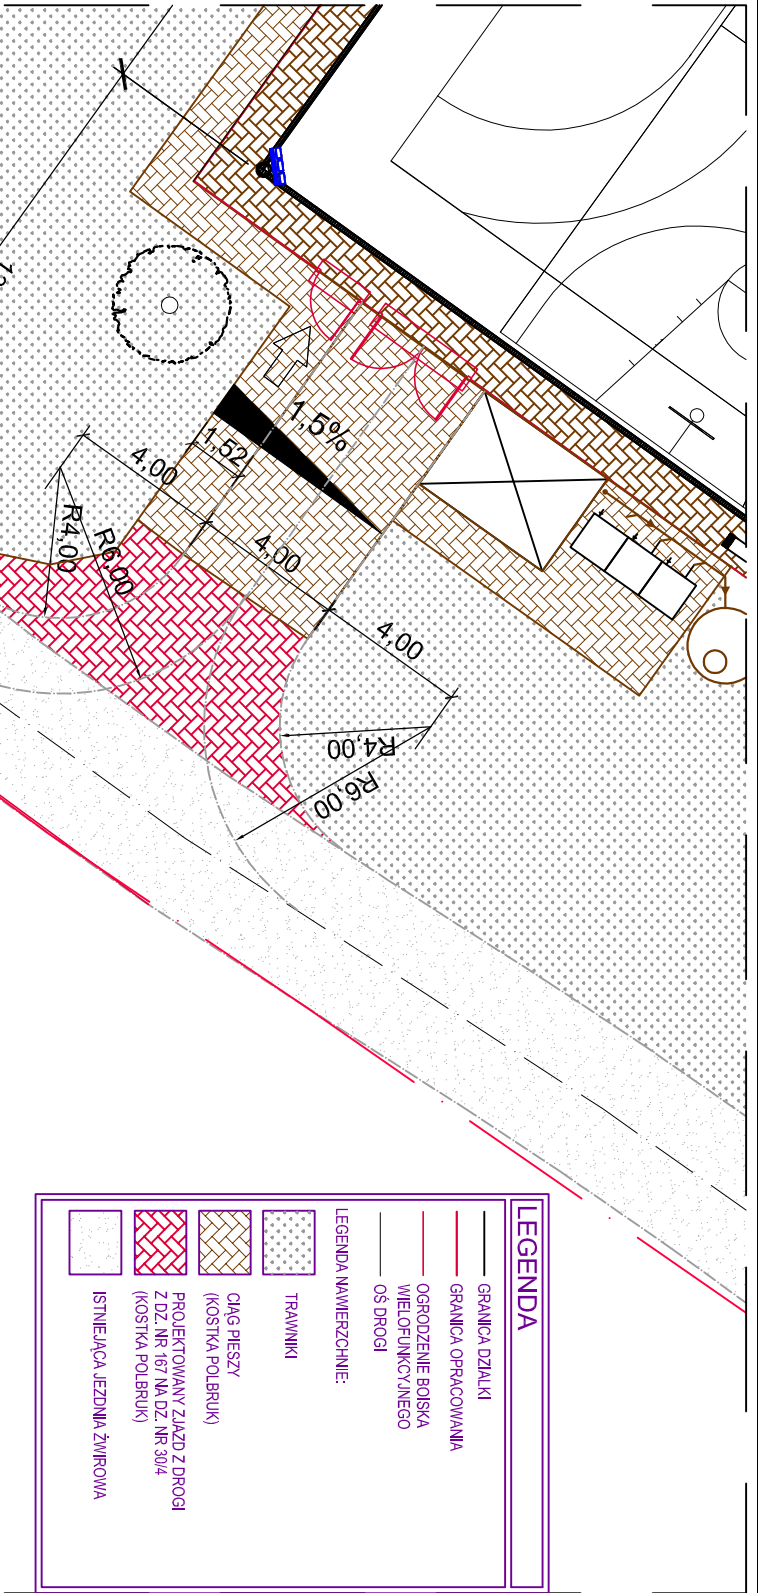 1,5%
1,52
4,00
4,00
4,00
R4,00
R6,00
R4,00
R6,00
LEGENDA
GRANICA DZIAŁKI
GRANICA OPRACOWANIA
OGRODZENIE BOISKA
WIELOFUNKCYJNEGO
OŚ DROGI
LEGENDA NAWIERZCHNIE:
TRAWNIKI
CIĄG PIESZY
(KOSTKA POLBRUK)
PROJEKTOWANY ZJAZD Z DROGI
Z DZ. NR 167 NA DZ. NR 30/4
(KOSTKA POLBRUK)
ISTNIEJĄCA JEZDNIA ŻWIROWA